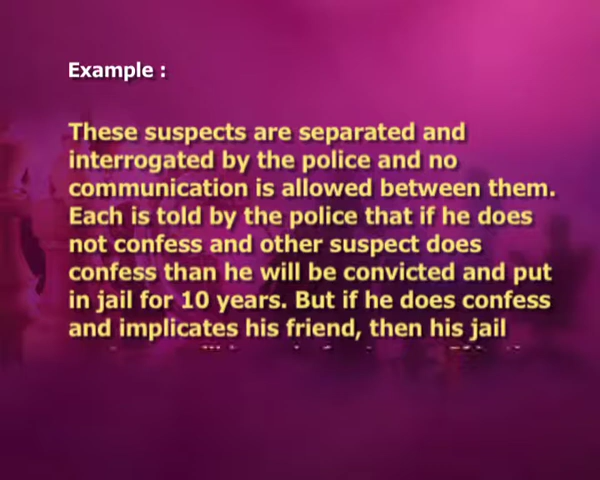 Example :
These suspects are separated and
interrogated by the police and no
communication is allowed between them.
Each is told by the police that if he does
not confess and other suspect does
confess than he will be convicted and put
in jail for 10 years. But if he does confess
and implicates his friend, then his jail